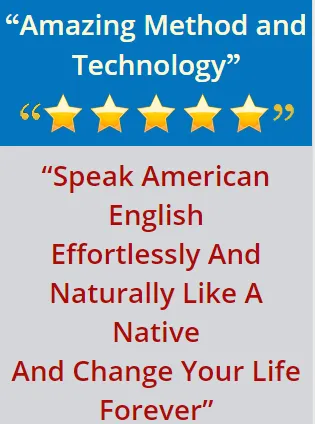 “Amazing Method and
Technology”
“ ”
“Speak American
English
Effortlessly And
Naturally Like A
Native
And Change Your Life
Forever”